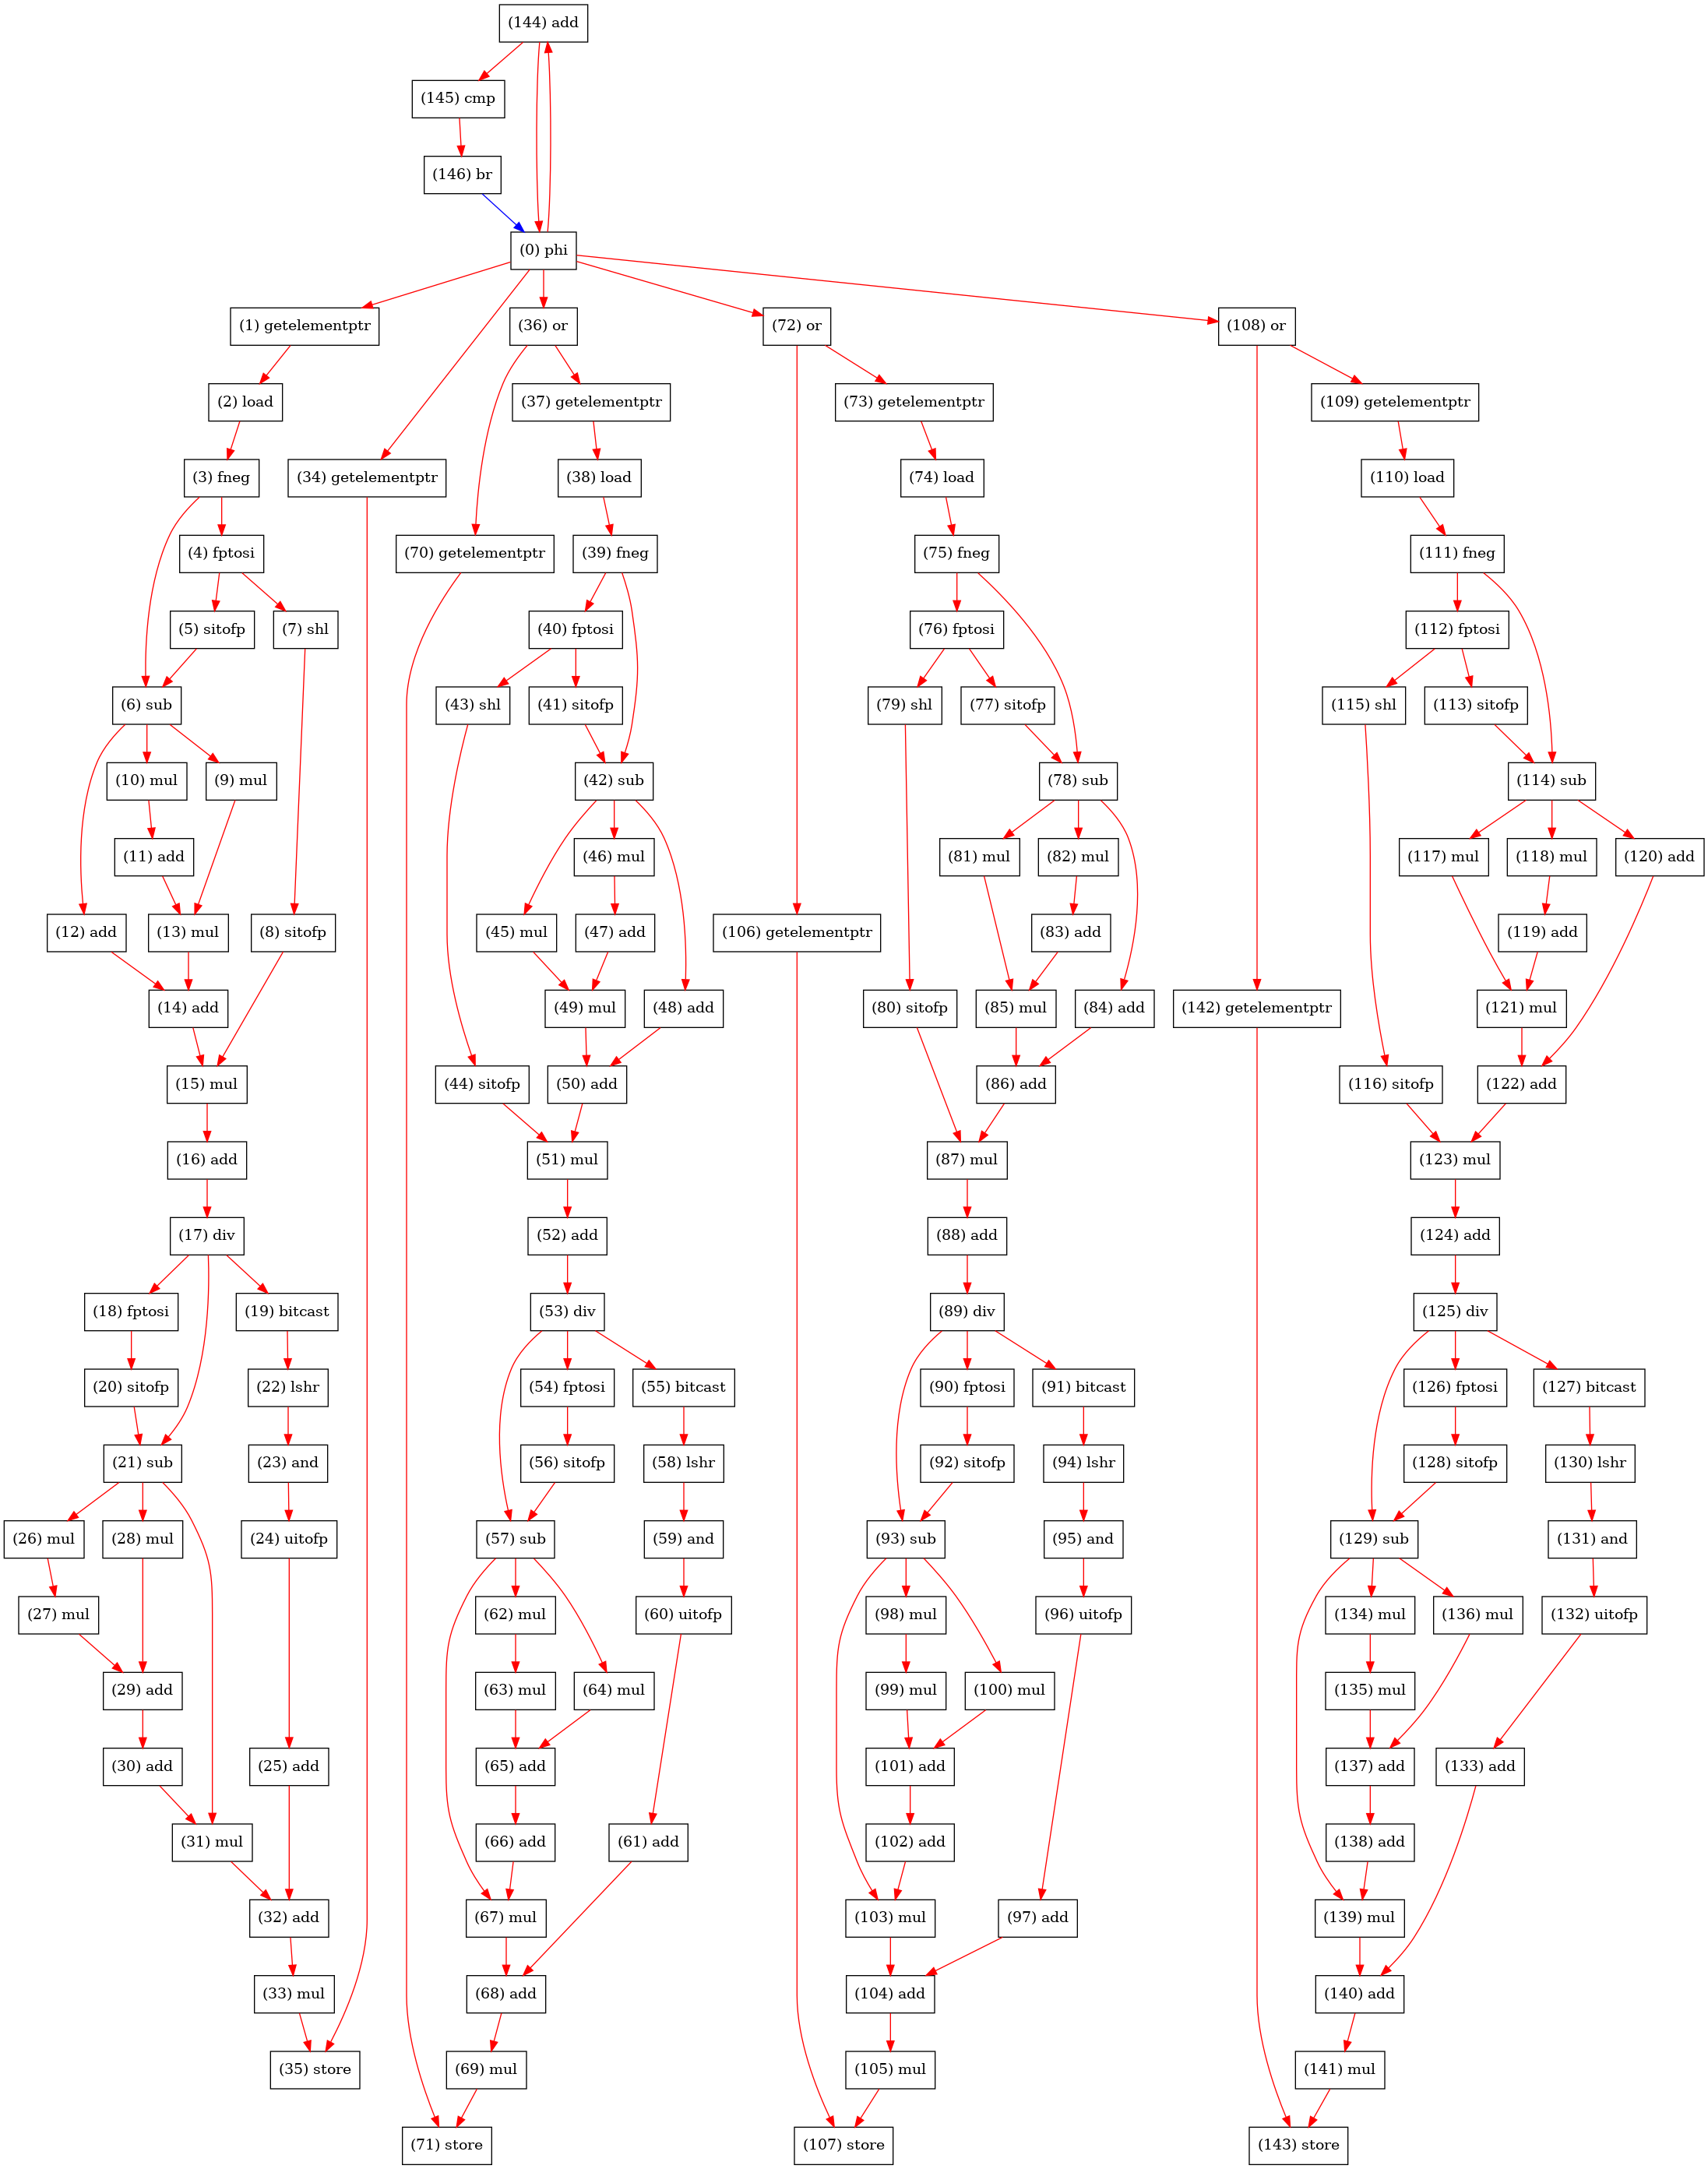 (144) add
(145) cmp
(146) br
(0) phi
(1) getelementptr
(36) or
(72) or
(108) or
(2) load
(37) getelementptr
(73) getelementptr
(109) getelementptr
(3) fneg
(34) getelementptr
(38) load
(74) load
(110) load
(4) fptosi
(70) getelementptr
(39) fneg
(75) fneg
(111) fneg
(5) sitofp
(7) shl
(40) fptosi
(76) fptosi
(112) fptosi
(6) sub
(43) shl
(41) sitofp
(79) shl
(77) sitofp
(115) shl
(113) sitofp
(10) mul
(9) mul
(42) sub
(78) sub
(114) sub
(11) add
(46) mul
(81) mul
(82) mul
(117) mul
(118) mul
(120) add
(12) add
(13) mul
(8) sitofp
(45) mul
(47) add
(106) getelementptr
(83) add
(119) add
(14) add
(49) mul
(48) add
(80) sitofp
(85) mul
(84) add
(142) getelementptr
(121) mul
(15) mul
(44) sitofp
(50) add
(86) add
(116) sitofp
(122) add
(16) add
(51) mul
(87) mul
(123) mul
(17) div
(52) add
(88) add
(124) add
(18) fptosi
(19) bitcast
(53) div
(89) div
(125) div
(20) sitofp
(22) lshr
(54) fptosi
(55) bitcast
(90) fptosi
(91) bitcast
(126) fptosi
(127) bitcast
(21) sub
(23) and
(56) sitofp
(58) lshr
(92) sitofp
(94) lshr
(128) sitofp
(130) lshr
(26) mul
(28) mul
(24) uitofp
(57) sub
(59) and
(93) sub
(95) and
(129) sub
(131) and
(27) mul
(62) mul
(60) uitofp
(98) mul
(96) uitofp
(134) mul
(136) mul
(132) uitofp
(29) add
(63) mul
(64) mul
(99) mul
(100) mul
(135) mul
(30) add
(25) add
(65) add
(101) add
(137) add
(133) add
(31) mul
(66) add
(61) add
(102) add
(138) add
(32) add
(67) mul
(103) mul
(97) add
(139) mul
(33) mul
(68) add
(104) add
(140) add
(35) store
(69) mul
(105) mul
(141) mul
(71) store
(107) store
(143) store